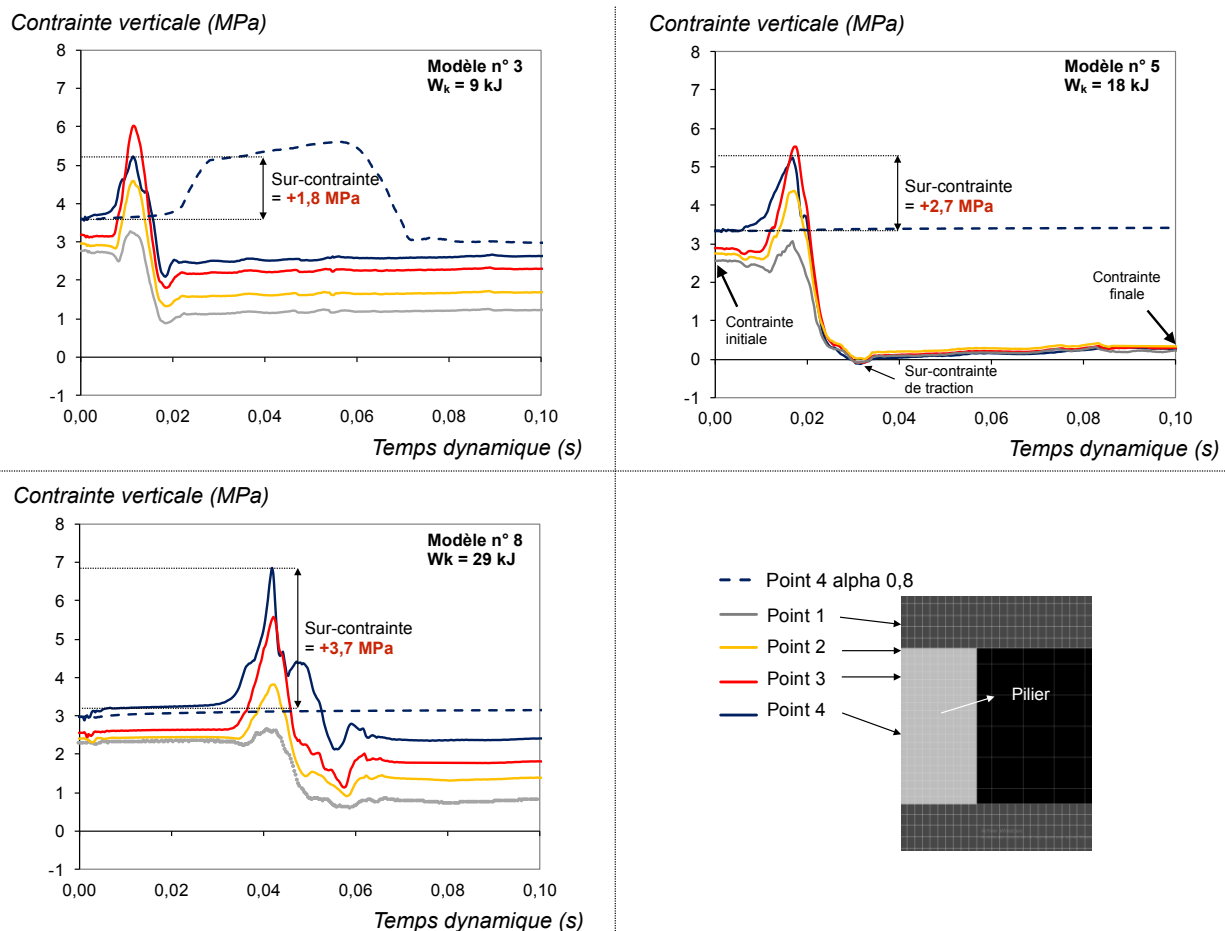 Contrainte verticale (MPa)
8
7
6
5
4
3
2
1
0
-1
Modèle n° 3
Wk = 9 kJ
Sur-contrainte
= +1,8 MPa
0,00 0,02 0,04 0,06 0,08 0,10
Temps dynamique (s)
Contrainte verticale (MPa)
8
7
6
5
4
3
2
1
0
-1
Modèle n° 5
Wk = 18 kJ
Sur-contrainte
= +2,7 MPa
Contrainte
initiale
Contrainte
finale
Sur-contrainte
de traction
0,00 0,02 0,04 0,06 0,08 0,10
Temps dynamique (s)
Contrainte verticale (MPa)
8
7
6
5
4
3
2
1
0
-1
Modèle n° 8
Wk = 29 kJ
Sur-contrainte
= +3,7 MPa
0,00 0,02 0,04 0,06 0,08 0,10
Temps dynamique (s)
Point 4 alpha 0,8
Point 1
Point 2
Point 3
Point 4
Pilier